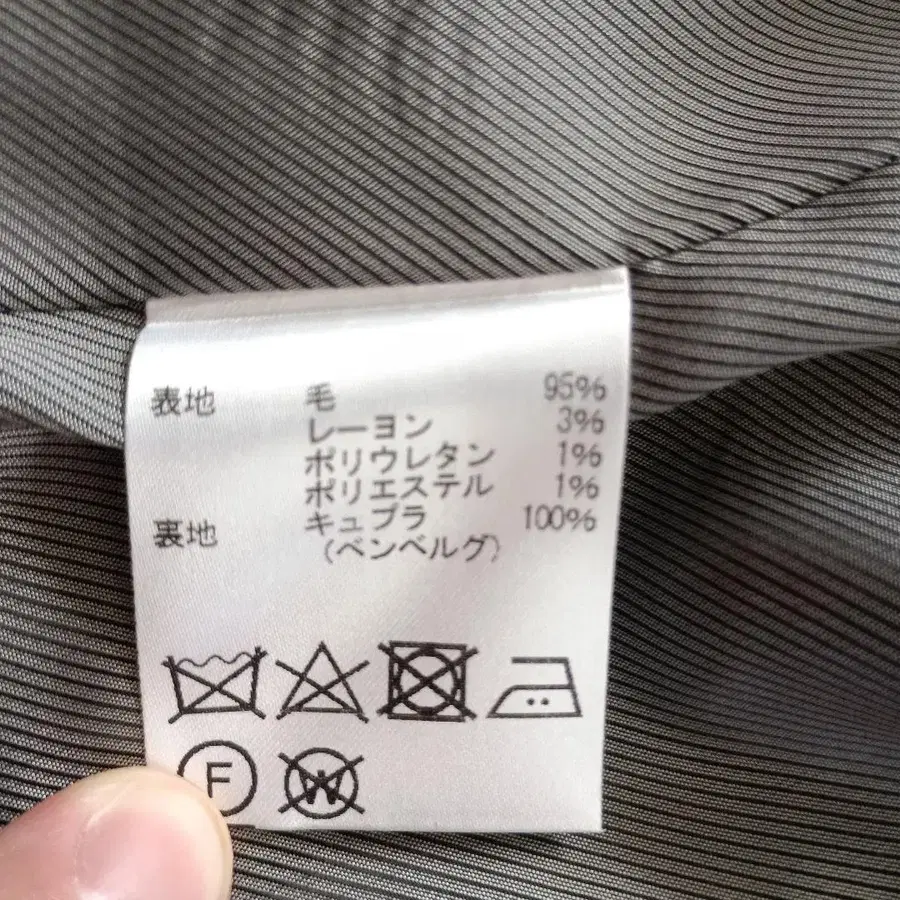 表地 毛 95%
レーヨン 3%
ポリウレタン 1%
ポリエステル 1%
裏地 キュプラ 100%
(ベンベルグ)
F W